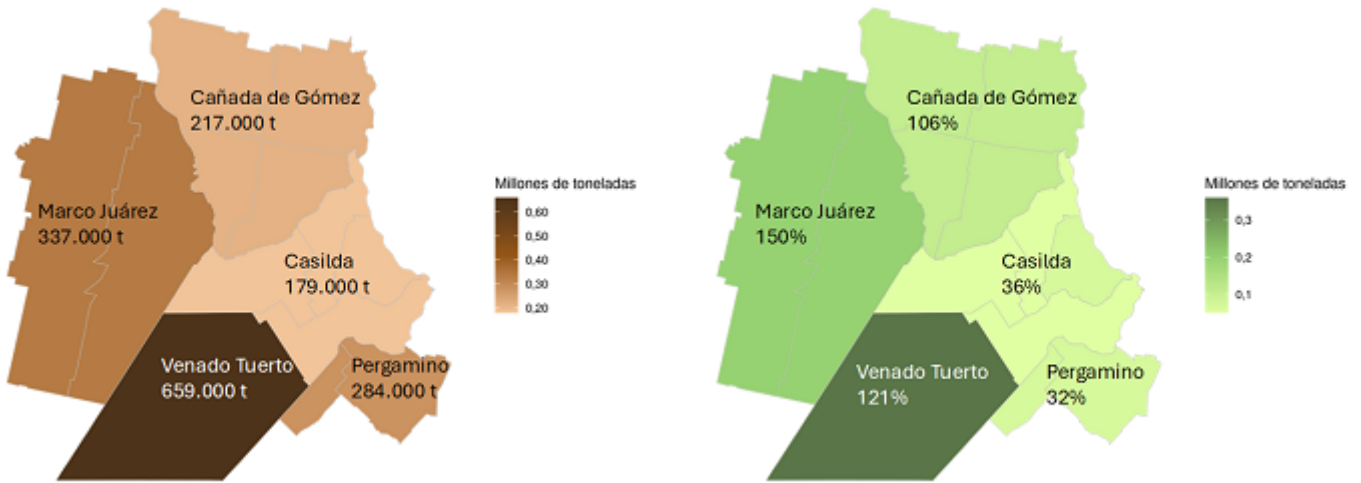 Cañada de Gómez
217.000 t
Marco Juárez
337.000 t
Casilda
179.000 t
Venado Tuerto
659.000 t
Pergamino
284.000 t
Millones de toneladas
0,60
0,50
0,40
0,30
0,20
Cañada de Gómez
106%
Marco Juárez
150%
Casilda
36%
Venado Tuerto
121%
Pergamino
32%
Millones de toneladas
0,3
0,2
0,1